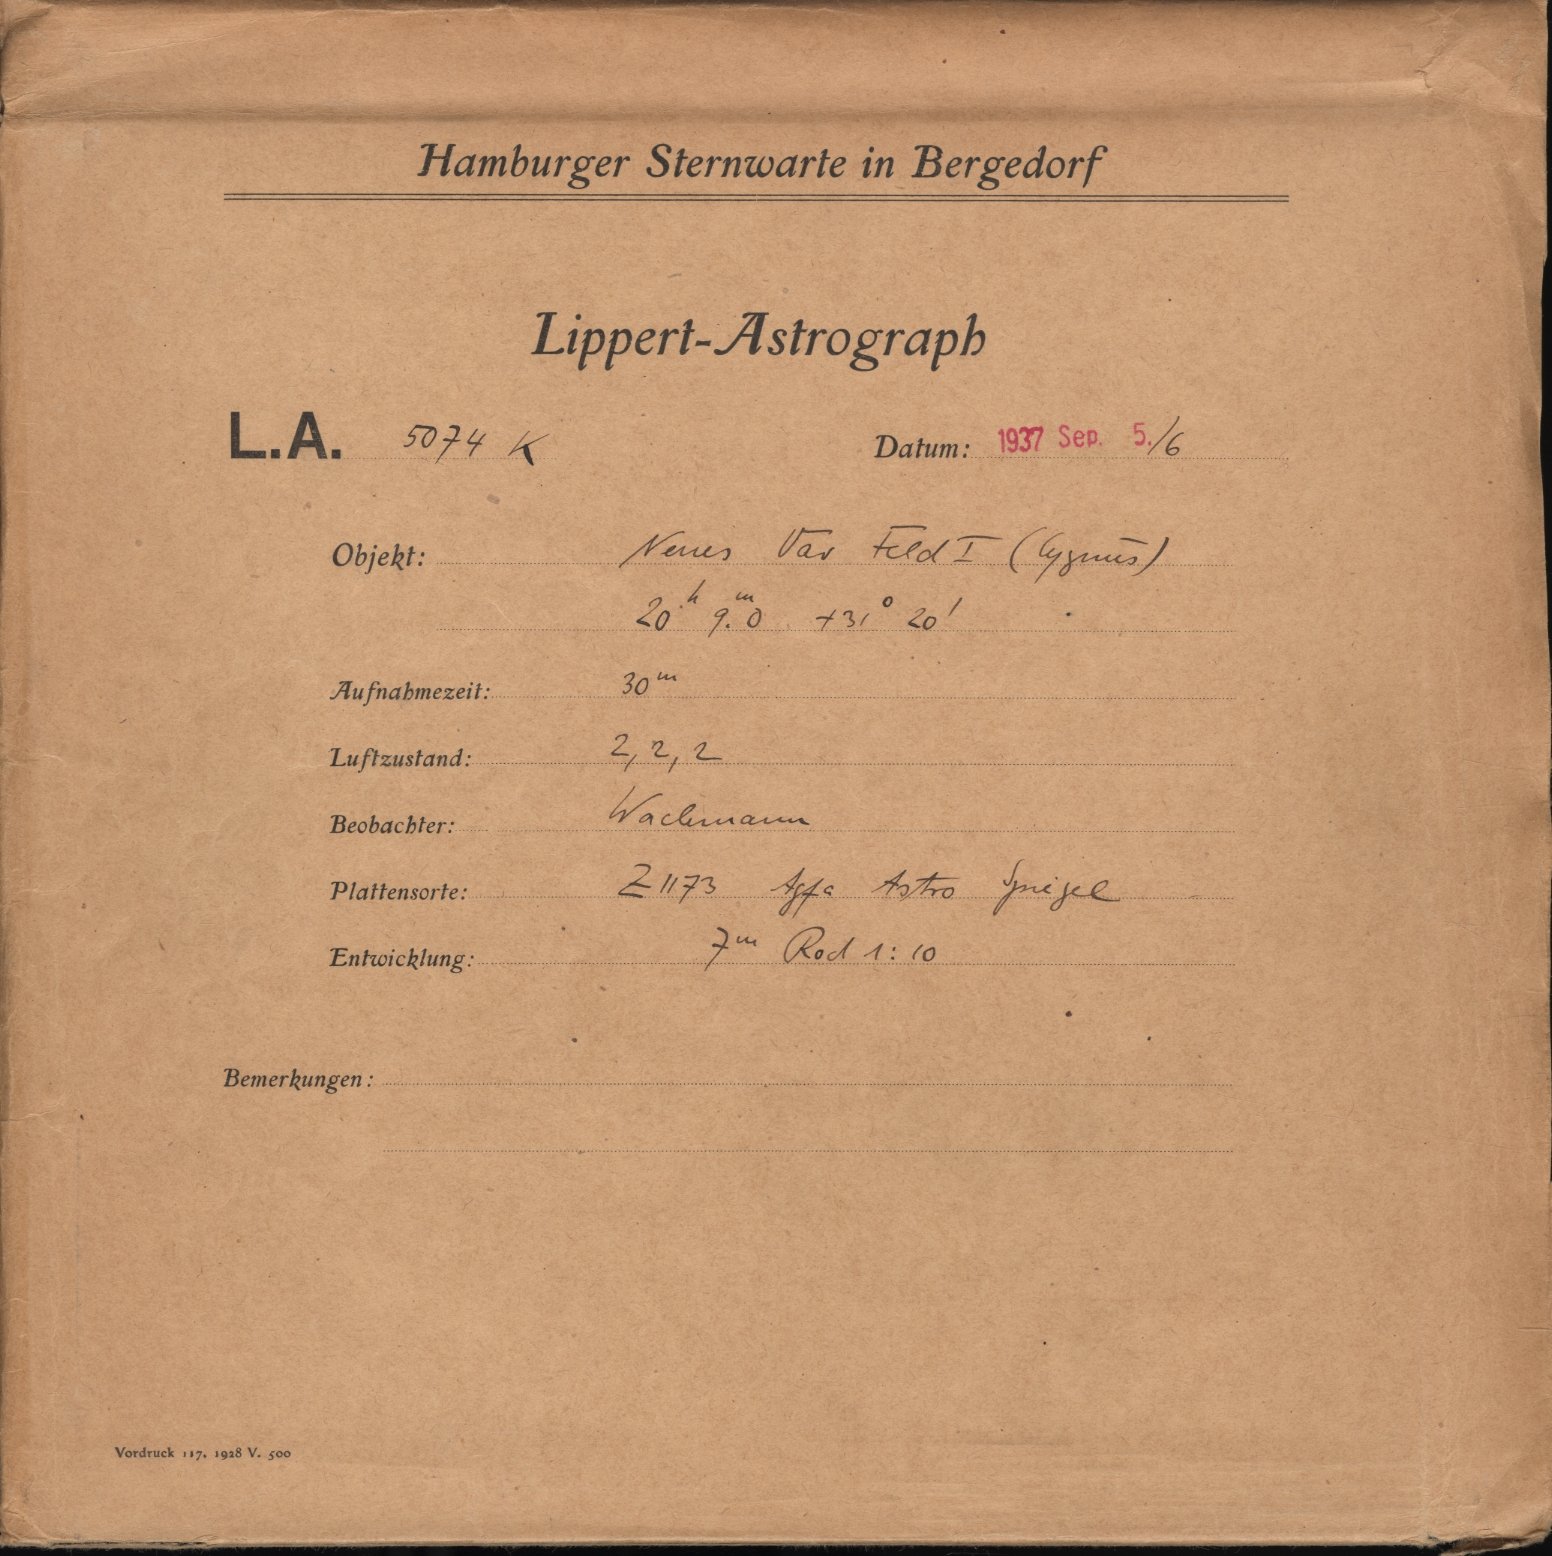 Hamburger Sternwarte in Bergedorf
Lippert-Astrograph
L.A. 5074 K Datum: 1937 Sep. 5./6
Objekt: Neues Var Feld I (Cygnus)
20h 9.m0 +31° 20'
Aufnahmezeit: 30m
Luftzustand: 2, 2, 2
Beobachter: Wachmann
Plattensorte: Z 1173 Agfa Astro Spiegel
Entwicklung: 7m Rod 1:10
Bemerkungen:
Vordruck 117. 1928 V. 500